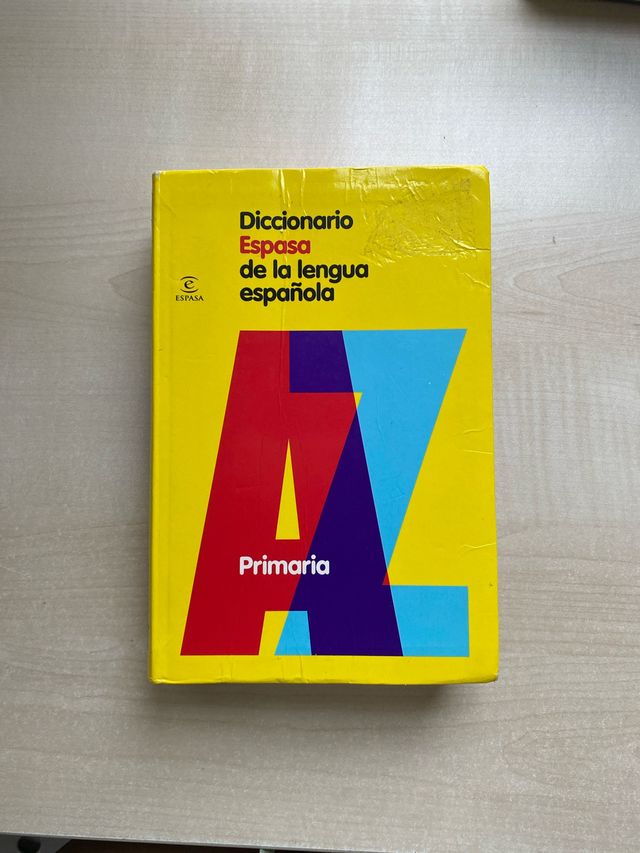 Diccionario
Espasa
de la lengua
española
e
ESPASA
AZ
Primaria